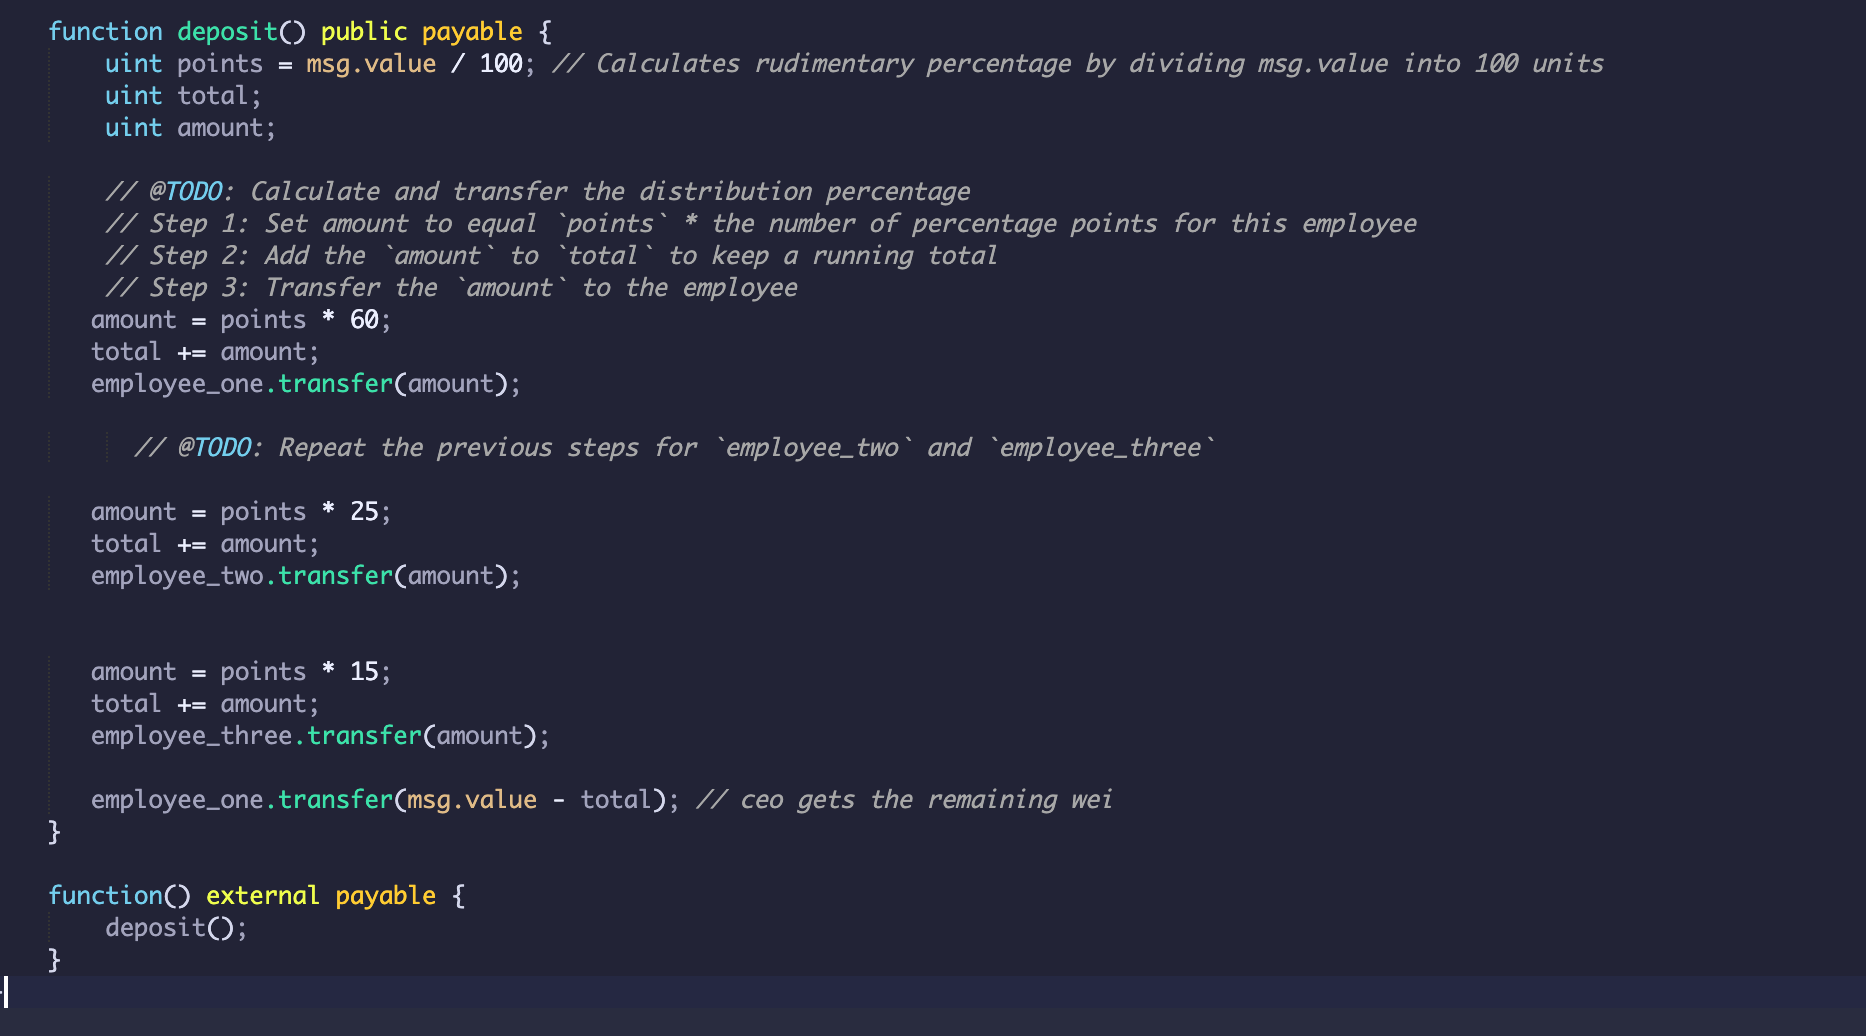 function deposit() public payable {
    uint points = msg.value / 100; // Calculates rudimentary percentage by dividing msg.value into 100 units
    uint total;
    uint amount;

    // @TODO: Calculate and transfer the distribution percentage
    // Step 1: Set amount to equal `points` * the number of percentage points for this employee
    // Step 2: Add the `amount` to `total` to keep a running total
    // Step 3: Transfer the `amount` to the employee
   amount = points * 60;
   total += amount;
   employee_one.transfer(amount);

      // @TODO: Repeat the previous steps for `employee_two` and `employee_three`

   amount = points * 25;
   total += amount;
   employee_two.transfer(amount);


   amount = points * 15;
   total += amount;
   employee_three.transfer(amount);

   employee_one.transfer(msg.value - total); // ceo gets the remaining wei
}

function() external payable {
    deposit();
}